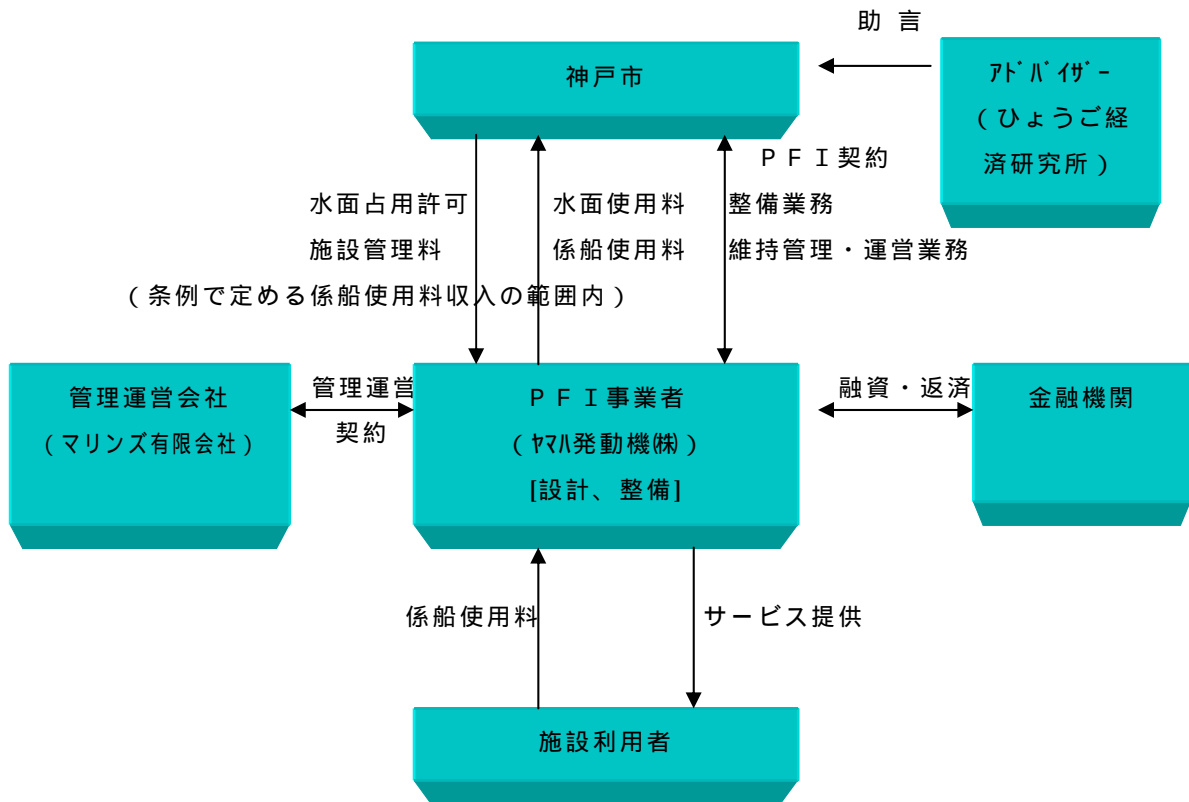 助 言
神戸市
ｱﾄﾞﾊﾞｲｻﾞｰ
（ひょうご経
済研究所）
ＰＦＩ契約
水面占用許可
水面使用料
整備業務
施設管理料
係船使用料
維持管理・運営業務
（条例で定める係船使用料収入の範囲内）
管理運営会社
（マリンズ有限会社）
管理運営
契約
ＰＦＩ事業者
（ﾔﾏﾊ発動機㈱）
[設計、整備]
融資・返済
金融機関
係船使用料
サービス提供
施設利用者